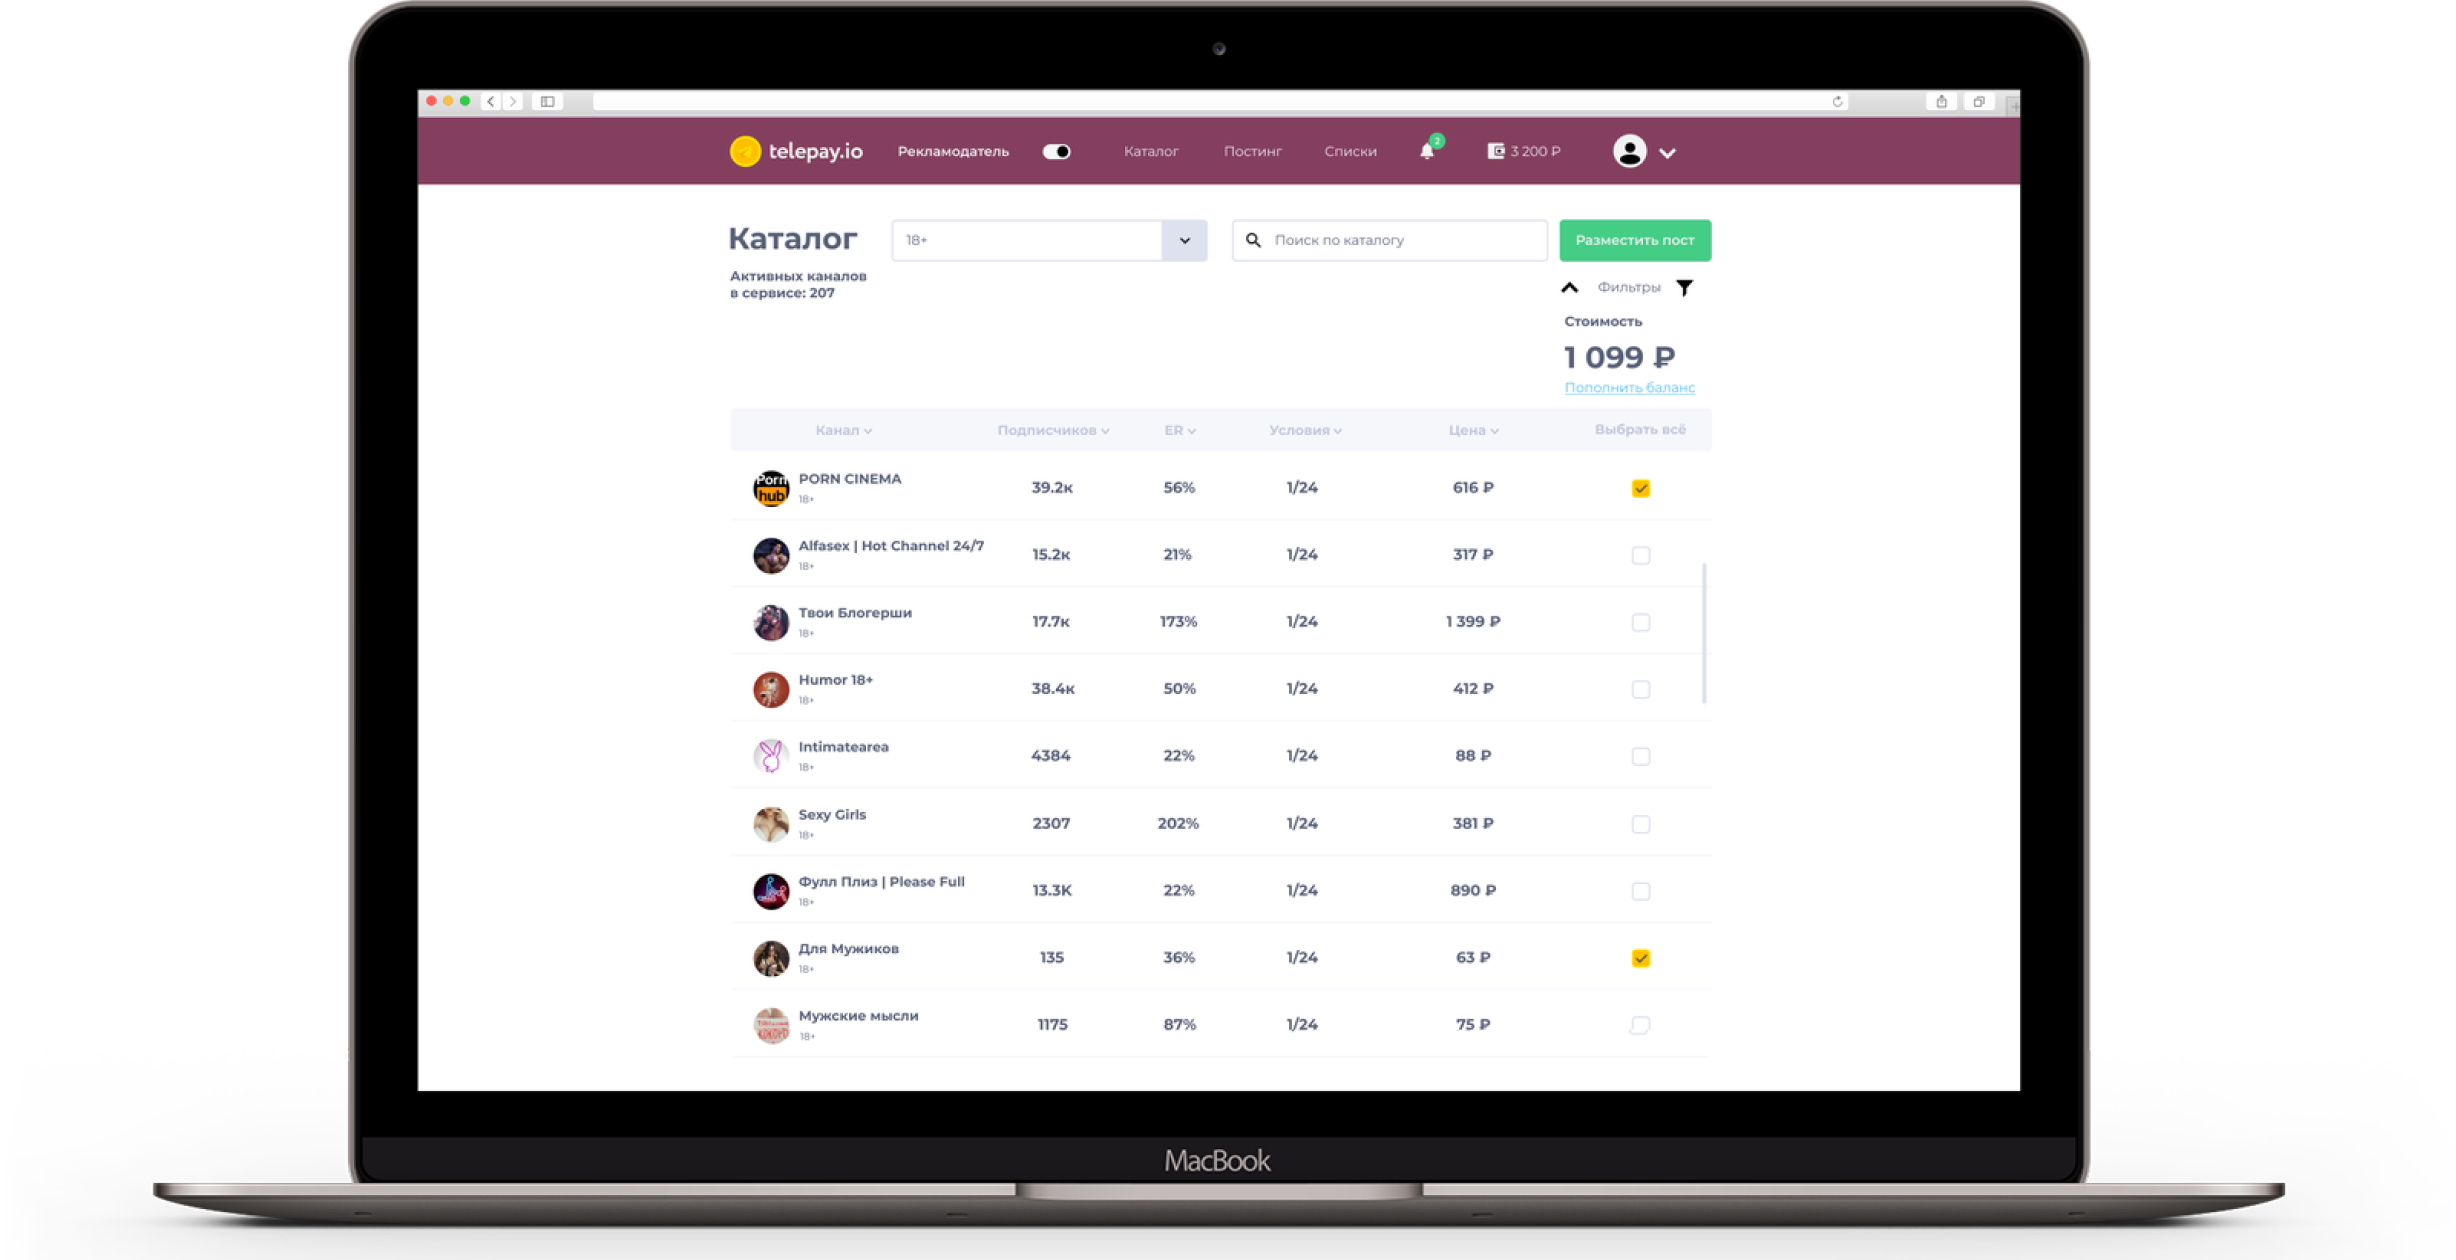 telepay.io Рекламодатель Каталог Постинг Списки 2 3 200 ₽
Каталог 18+ Поиск по каталогу Разместить пост
Активных каналов
в сервисе: 207
Фильтры
Стоимость
1 099 ₽
Пополнить баланс
Канал Подписчиков ER Условия Цена Выбрать всё
Porn
hub
PORN CINEMA
18+
39.2к 56% 1/24 616 ₽
Alfasex | Hot Channel 24/7
18+
15.2к 21% 1/24 317 ₽
Твои Блогерши
18+
17.7к 173% 1/24 1 399 ₽
Humor 18+
18+
38.4к 50% 1/24 412 ₽
Intimatearea
18+
4384 22% 1/24 88 ₽
Sexy Girls
18+
2307 202% 1/24 381 ₽
Фулл Плиз | Please Full
18+
13.3K 22% 1/24 890 ₽
Для Мужиков
18+
135 36% 1/24 63 ₽
Мужские мысли
18+
1175 87% 1/24 75 ₽
MacBook